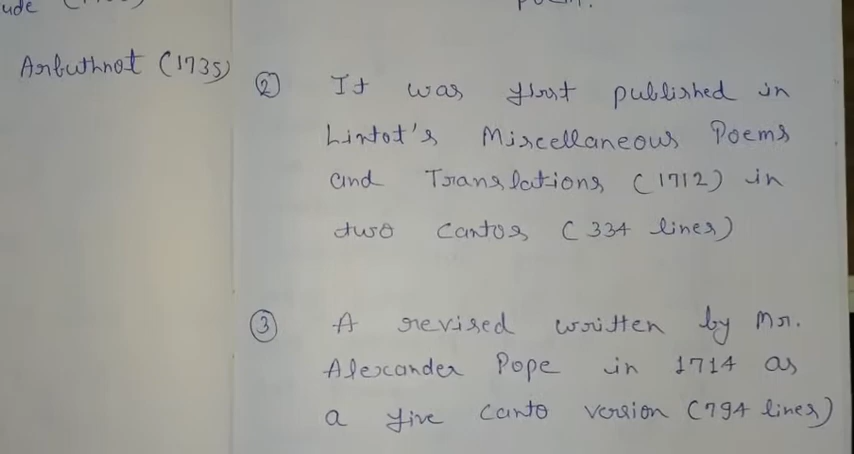 ude
poem.
Arbuthnot (1735)
② It was first published in
Lintot's Miscellaneous Poems
and Translations (1712) in
two cantos (334 lines)
③ A revised written by Mr.
Alexander Pope in 1714 as
a five canto version (794 lines)